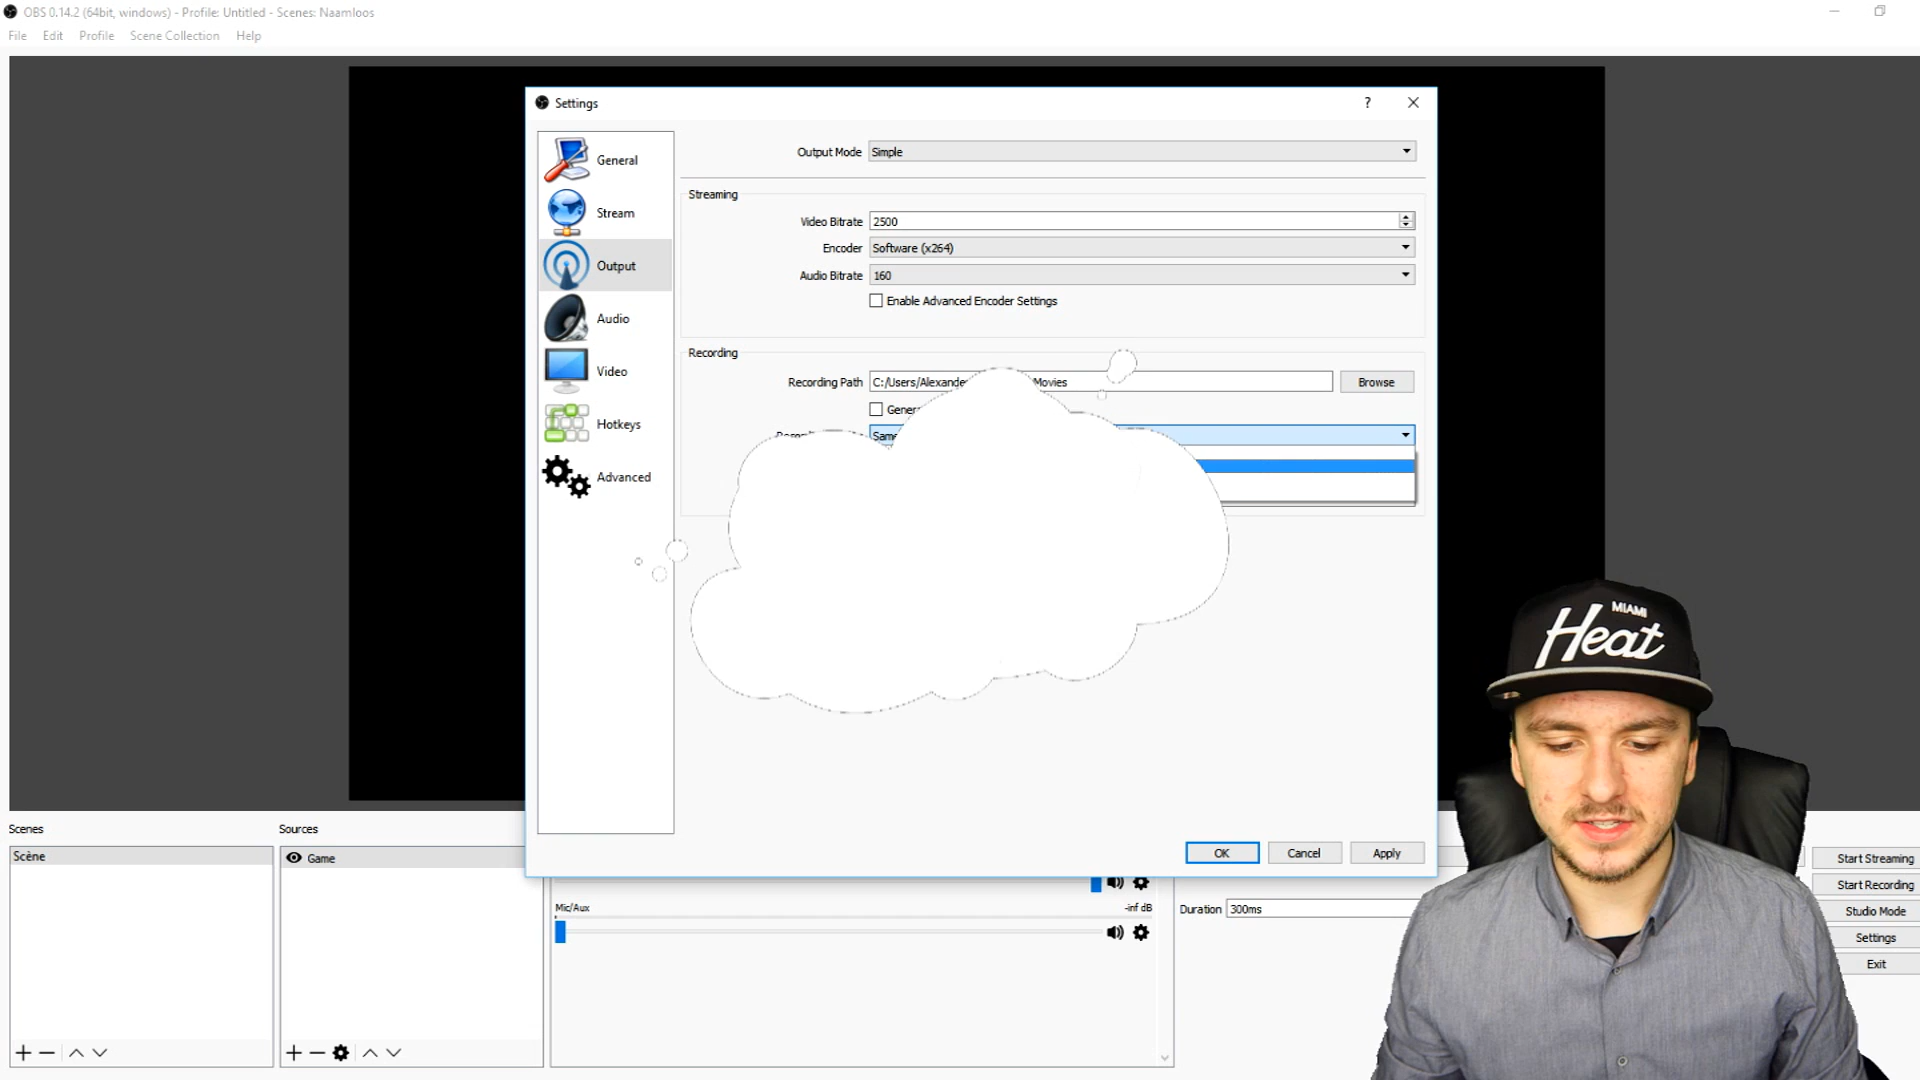 OBS 0.14.2 (64bit, windows) - Profile: Untitled - Scenes: Naamloos
File Edit Profile Scene Collection Help
Settings ?
General
Stream
Output
Audio
Video
Hotkeys
Advanced
Output Mode Simple
Streaming
Video Bitrate 2500
Encoder Software (x264)
Audio Bitrate 160
Enable Advanced Encoder Settings
Recording
Recording Path C:/Users/Alexande Movies Browse
OK Cancel Apply
MIAMI
Heat
Scenes
Scène
Sources
Game
Mic/Aux -inf dB
Duration 300ms
Start Streaming
Start Recording
Studio Mode
Settings
Exit